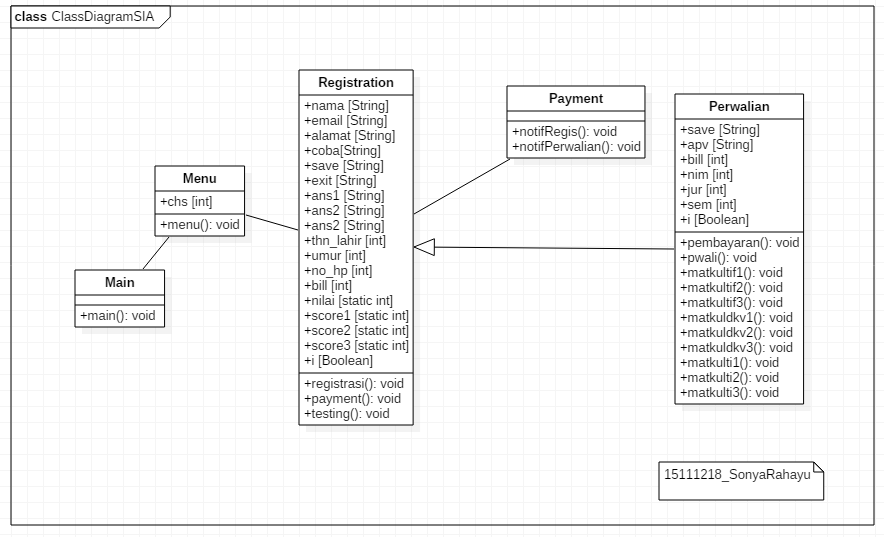 class ClassDiagramSIA
Registration
+nama [String]
+email [String]
+alamat [String]
+coba[String]
+save [String]
+exit [String]
+ans1 [String]
+ans2 [String]
+ans2 [String]
+thn_lahir [int]
+umur [int]
+no_hp [int]
+bill [int]
+nilai [static int]
+score1 [static int]
+score2 [static int]
+score3 [static int]
+i [Boolean]
+registrasi(): void
+payment(): void
+testing(): void
Payment
+notifRegis(): void
+notifPerwalian(): void
Perwalian
+save [String]
+apv [String]
+bill [int]
+nim [int]
+jur [int]
+sem [int]
+i [Boolean]
+pembayaran(): void
+pwali(): void
+matkultif1(): void
+matkultif2(): void
+matkultif3(): void
+matkuldkv1(): void
+matkuldkv2(): void
+matkuldkv3(): void
+matkulti1(): void
+matkulti2(): void
+matkulti3(): void
Menu
+chs [int]
+menu(): void
Main
+main(): void
15111218_SonyaRahayu